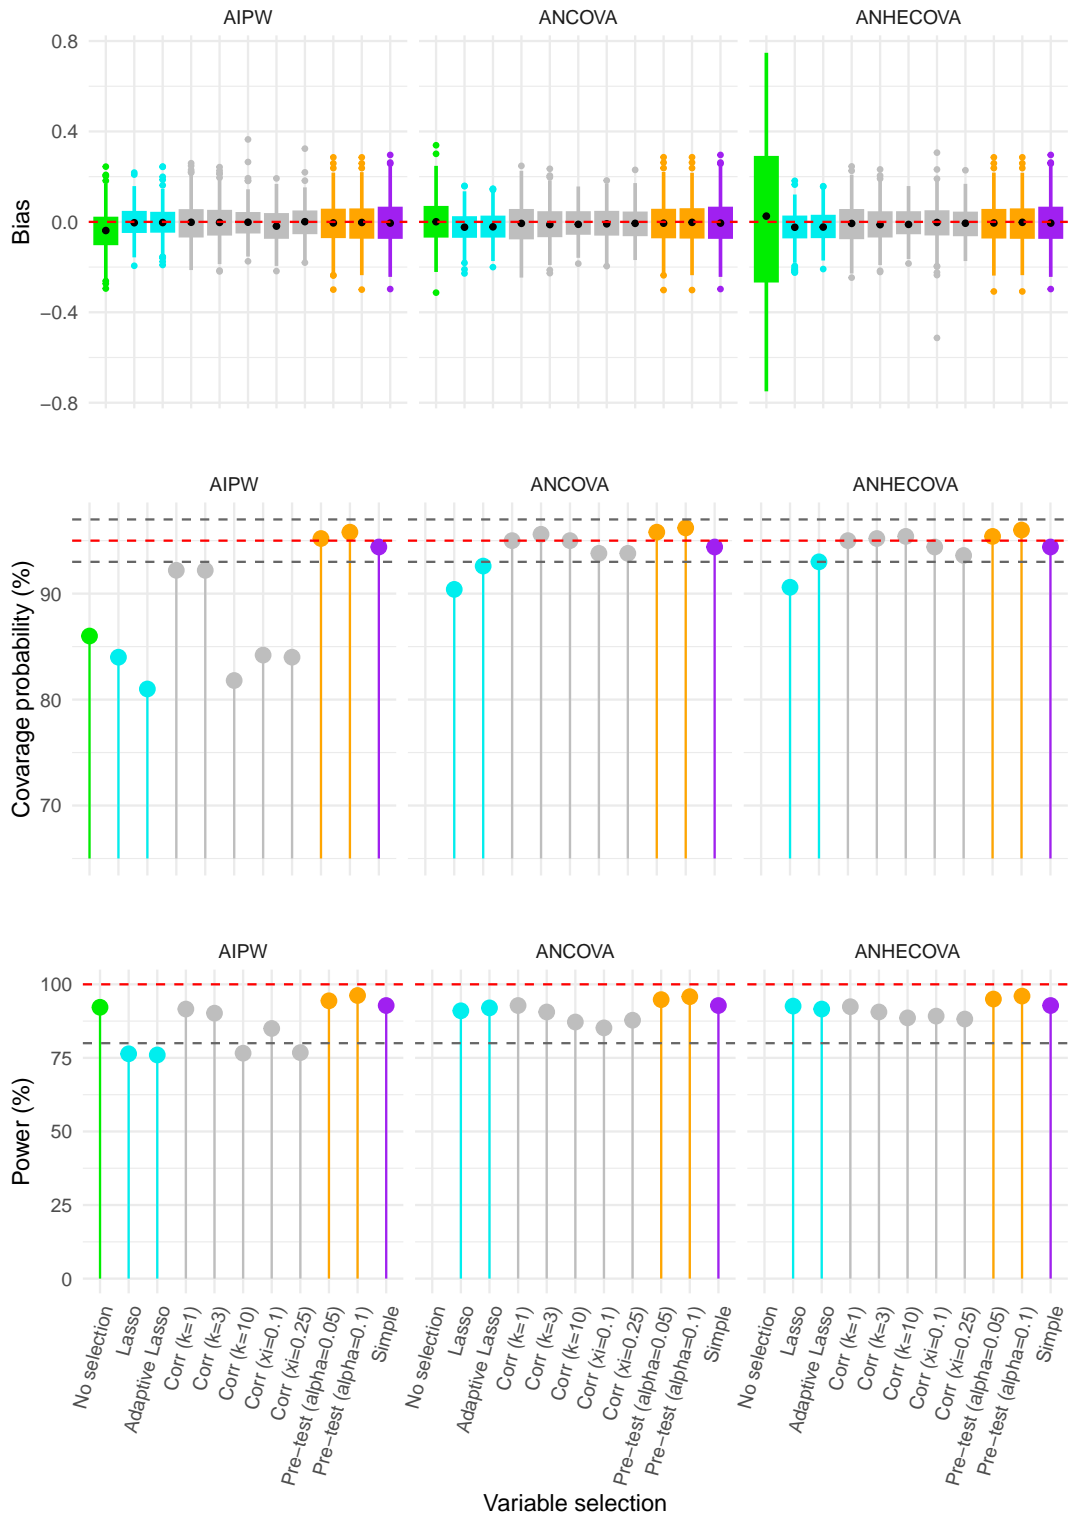 AIPW ANCOVA ANHECOVA
Bias
0.8
0.4
0.0
−0.4
−0.8
AIPW ANCOVA ANHECOVA
Covarage probability (%)
90
80
70
AIPW ANCOVA ANHECOVA
Power (%)
100
75
50
25
0
No selection
Lasso
Adaptive Lasso
Corr (k=1)
Corr (k=3)
Corr (k=10)
Corr (xi=0.1)
Corr (xi=0.25)
Pre−test (alpha=0.05)
Pre−test (alpha=0.1)
Simple
No selection
Lasso
Adaptive Lasso
Corr (k=1)
Corr (k=3)
Corr (k=10)
Corr (xi=0.1)
Corr (xi=0.25)
Pre−test (alpha=0.05)
Pre−test (alpha=0.1)
Simple
No selection
Lasso
Adaptive Lasso
Corr (k=1)
Corr (k=3)
Corr (k=10)
Corr (xi=0.1)
Corr (xi=0.25)
Pre−test (alpha=0.05)
Pre−test (alpha=0.1)
Simple
Variable selection